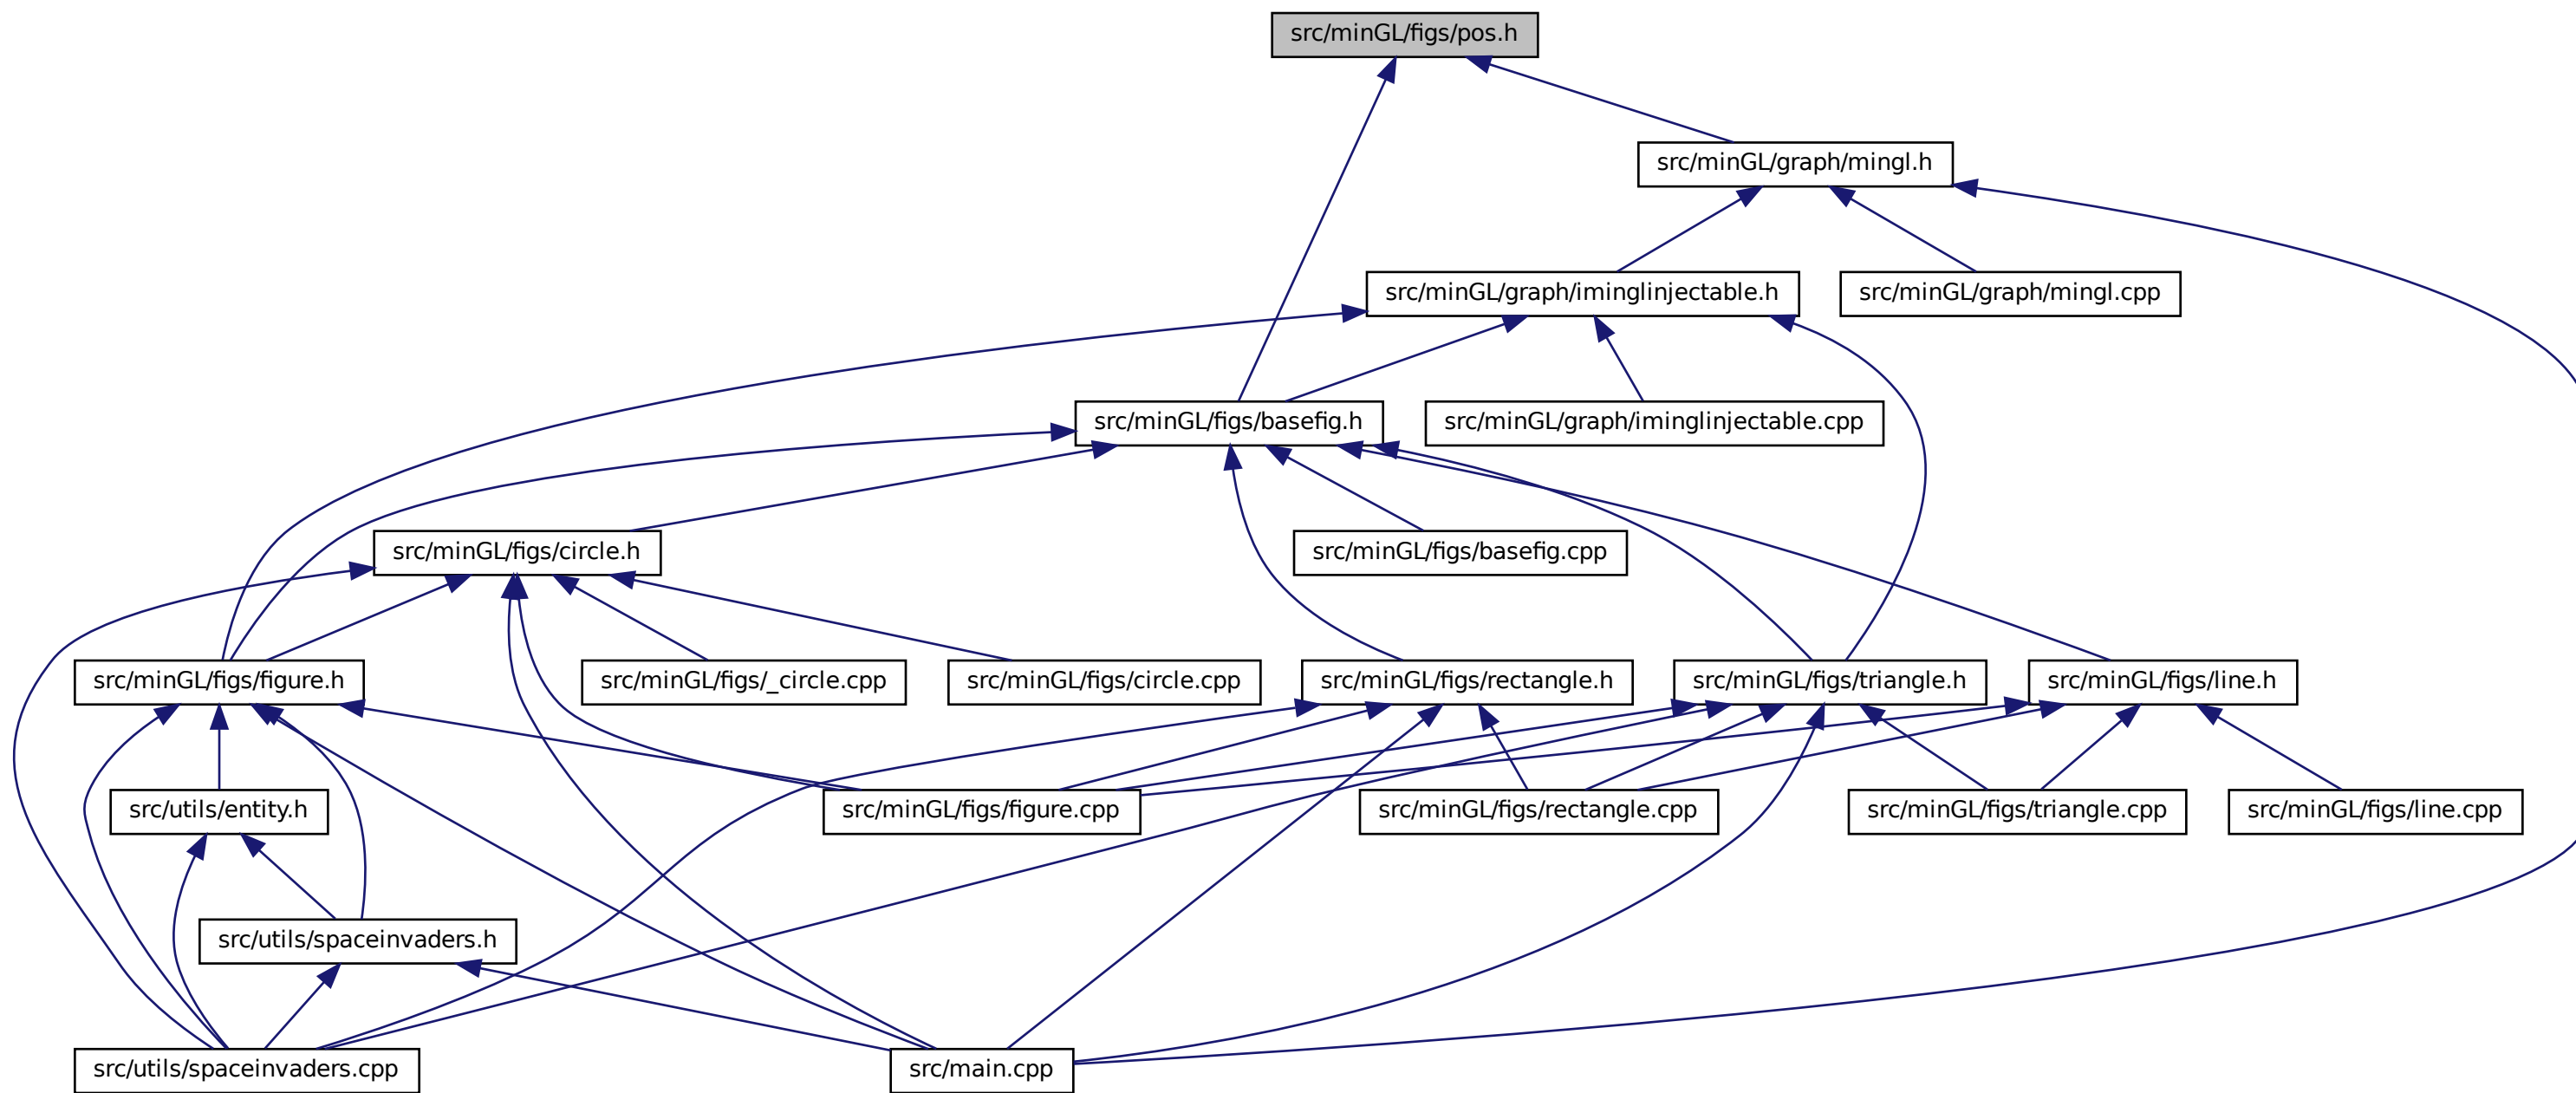 src/minGL/figs/pos.h
src/minGL/graph/mingl.h
src/minGL/graph/iminglinjectable.h
src/minGL/graph/mingl.cpp
src/minGL/figs/basefig.h
src/minGL/graph/iminglinjectable.cpp
src/minGL/figs/circle.h
src/minGL/figs/basefig.cpp
src/minGL/figs/figure.h
src/minGL/figs/_circle.cpp
src/minGL/figs/circle.cpp
src/minGL/figs/rectangle.h
src/minGL/figs/triangle.h
src/minGL/figs/line.h
src/utils/entity.h
src/minGL/figs/figure.cpp
src/minGL/figs/rectangle.cpp
src/minGL/figs/triangle.cpp
src/minGL/figs/line.cpp
src/utils/spaceinvaders.h
src/utils/spaceinvaders.cpp
src/main.cpp